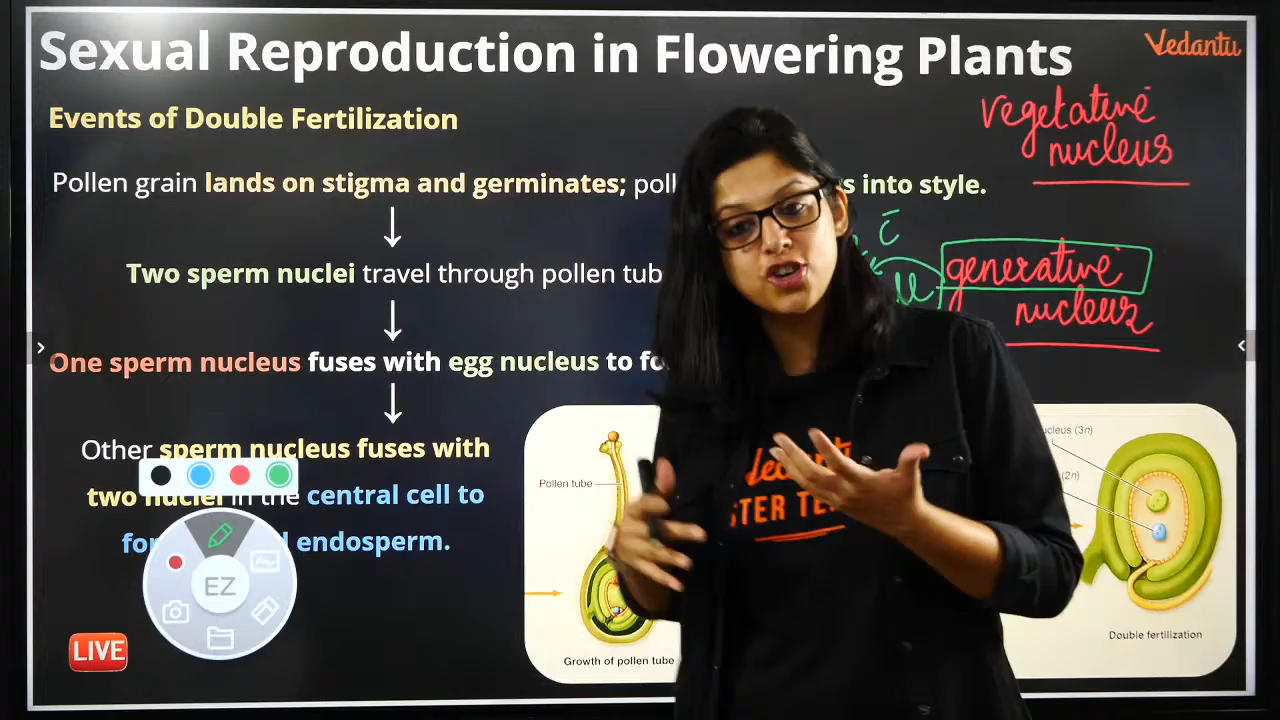 Sexual Reproduction in Flowering Plants
Vedantu
Events of Double Fertilization
vegetative
nucleus
Pollen grain lands on stigma and germinates; into style.
Two sperm nuclei travel through pollen
generative
nucleus
One sperm nucleus fuses with egg nucleus to
Other sperm nucleus fuses with
two nuclei in the central cell to
endosperm.
Pollen tube
(3n)
(2n)
EZ
LIVE
Growth of pollen tube
Double fertilization